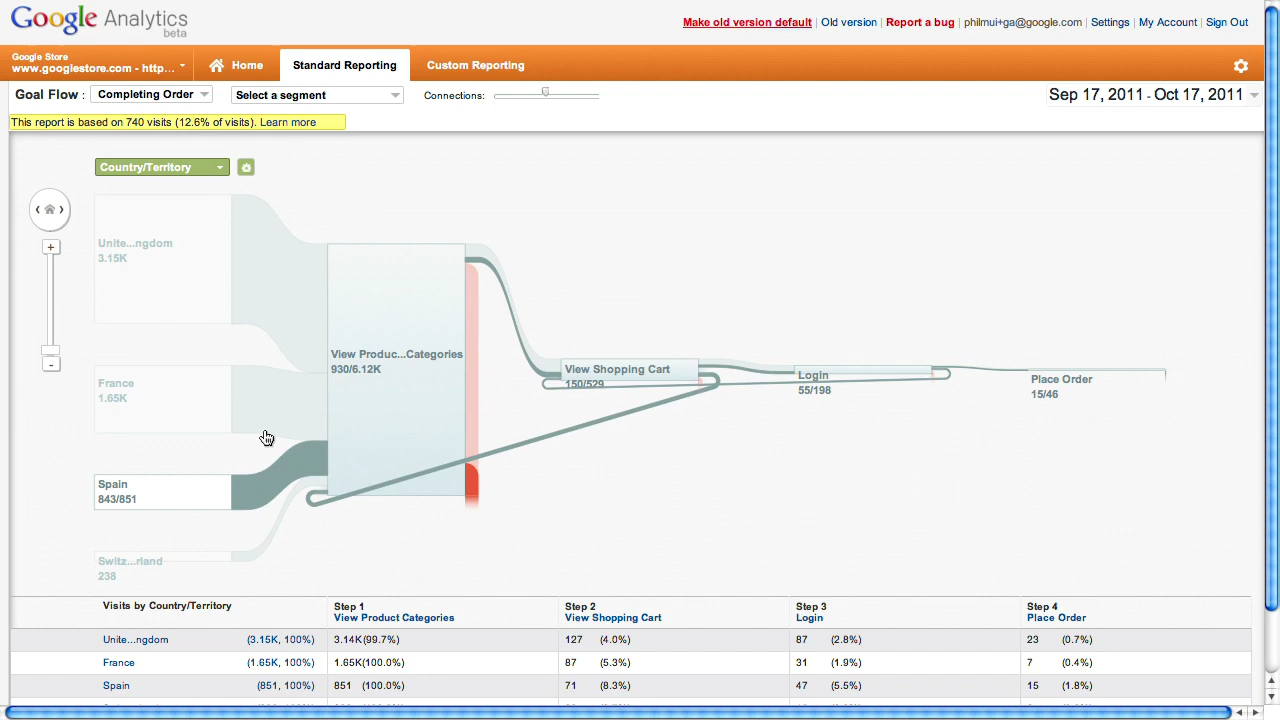 Google Analytics
beta
Make old version default | Old version | Report a bug | philmui+ga@google.com | Settings | My Account | Sign Out
Google Store
www.googlestore.com - http...
Home
Standard Reporting
Custom Reporting
Goal Flow :
Completing Order
Select a segment
Connections:
Sep 17, 2011 - Oct 17, 2011
This report is based on 740 visits (12.6% of visits). Learn more
Country/Territory
+
-
Unite...ngdom
3.15K
France
1.65K
Spain
843/851
Switz...rland
238
View Produc...Categories
930/6.12K
View Shopping Cart
150/529
Login
55/198
Place Order
15/46
Visits by Country/Territory
Step 1
View Product Categories
Step 2
View Shopping Cart
Step 3
Login
Step 4
Place Order
Unite...ngdom (3.15K, 100%) 3.14K(99.7%) 127 (4.0%) 87 (2.8%) 23 (0.7%)
France (1.65K, 100%) 1.65K(100.0%) 87 (5.3%) 31 (1.9%) 7 (0.4%)
Spain (851, 100%) 851 (100.0%) 71 (8.3%) 47 (5.5%) 15 (1.8%)